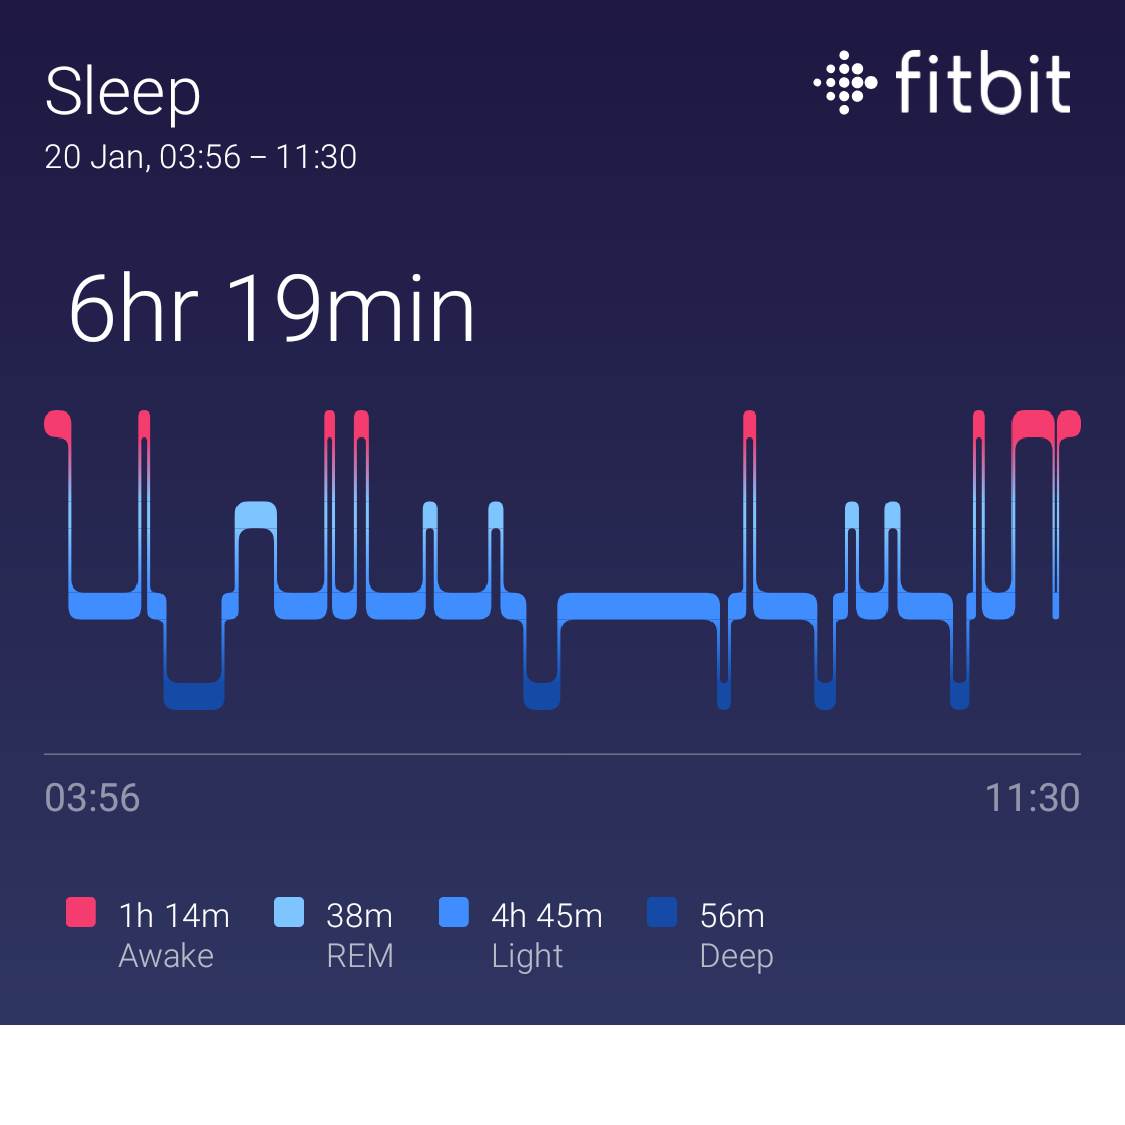 Sleep
fitbit
20 Jan, 03:56 – 11:30
6hr 19min
03:56
11:30
1h 14m
Awake
38m
REM
4h 45m
Light
56m
Deep